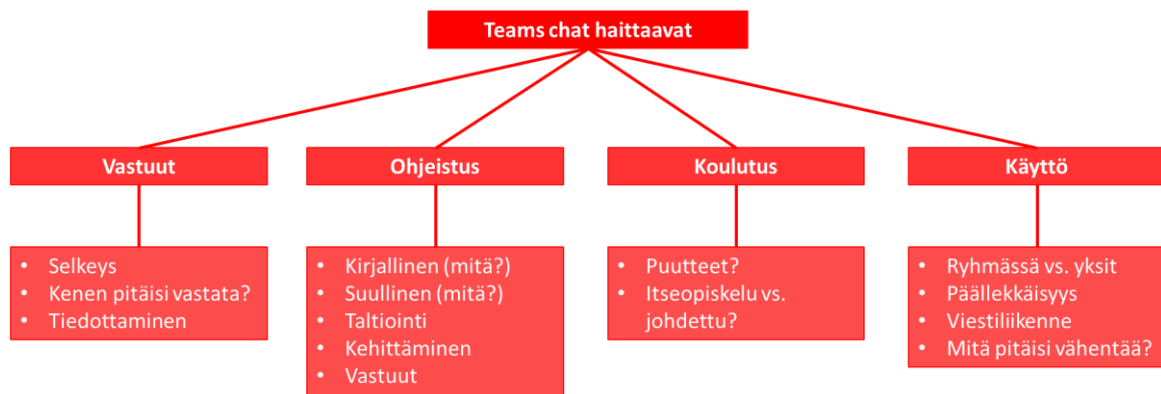 Teams chat haittaavat
Vastuut
• Selkeys
• Kenen pitäisi vastata?
• Tiedottaminen
Ohjeistus
• Kirjallinen (mitä?)
• Suullinen (mitä?)
• Taltiointi
• Kehittäminen
• Vastuut
Koulutus
• Puutteet?
• Itseopiskelu vs.
johdettu?
Käyttö
• Ryhmässä vs. yksit
• Päällekkäisyys
• Viestiliikenne
• Mitä pitäisi vähentää?